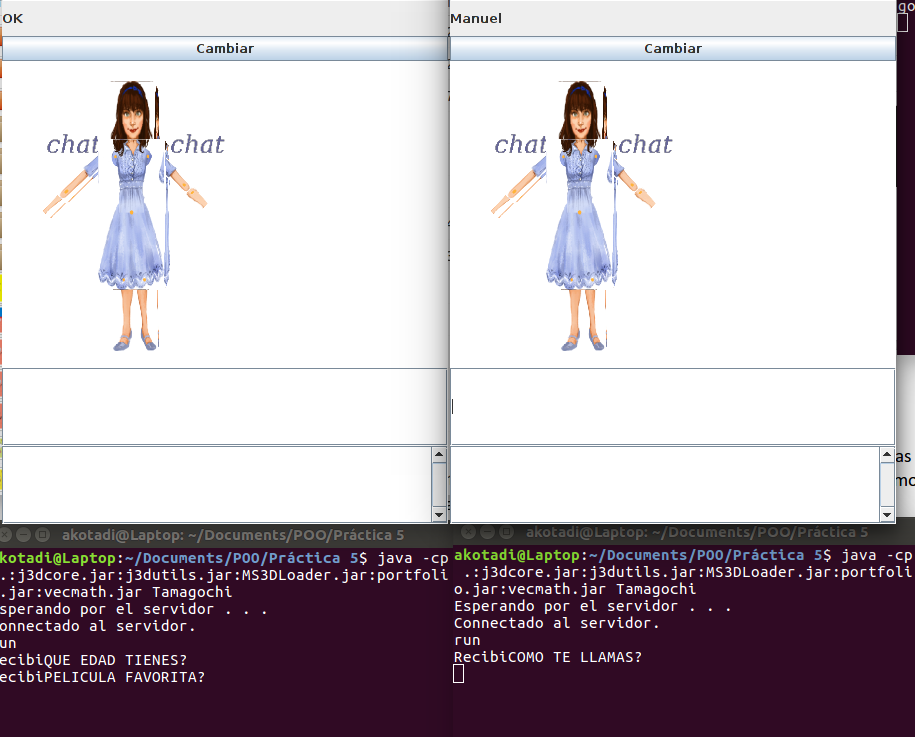 OK
Cambiar
chat chat
akotadi@Laptop: ~/Documents/POO/Práctica 5
kotadi@Laptop:~/Documents/POO/Práctica 5$ java -cp
.:j3dcore.jar:j3dutils.jar:MS3DLoader.jar:portfoli
.jar:vecmath.jar Tamagochi
sperando por el servidor . . .
onnectado al servidor.
un
ecibiQUE EDAD TIENES?
ecibiPELICULA FAVORITA?
Manuel
Cambiar
chat chat
akotadi@Laptop: ~/Documents/POO/Práctica 5
akotadi@Laptop:~/Documents/POO/Práctica 5$ java -cp
.:j3dcore.jar:j3dutils.jar:MS3DLoader.jar:portfoli
o.jar:vecmath.jar Tamagochi
Esperando por el servidor . . .
Connectado al servidor.
run
RecibiCOMO TE LLAMAS?
go
as
mo